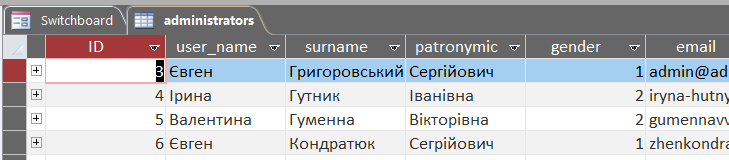 Switchboard administrators
ID user_name surname patronymic gender email
3 Євген Григоровський Сергійович 1 admin@ad
4 Ірина Гутник Іванівна 2 iryna-hutny
5 Валентина Гуменна Вікторівна 2 gumennavv
6 Євген Кондратюк Сегрійович 1 zhenkondra